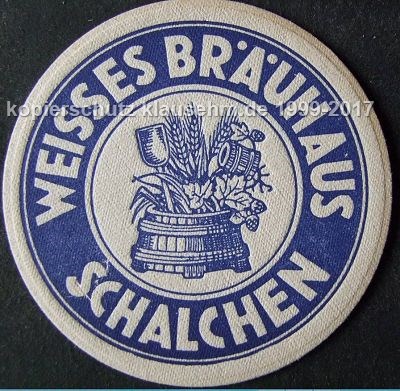 WEISSES BRÄUHAUS
kopierschutz klausehm.de 1999-2017
SCHALCHEN